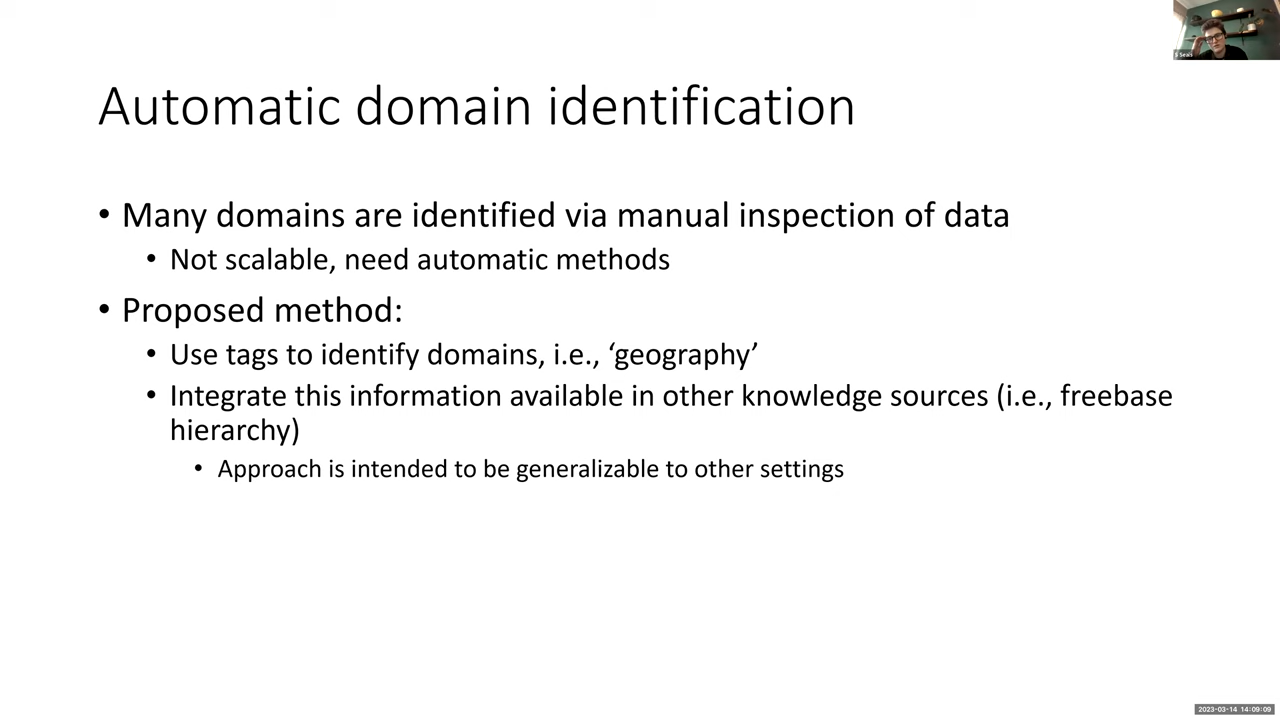 S Seals
Automatic domain identification
• Many domains are identified via manual inspection of data
• Not scalable, need automatic methods
• Proposed method:
• Use tags to identify domains, i.e., ‘geography’
• Integrate this information available in other knowledge sources (i.e., freebase
hierarchy)
• Approach is intended to be generalizable to other settings
2023-03-14 14:09:09